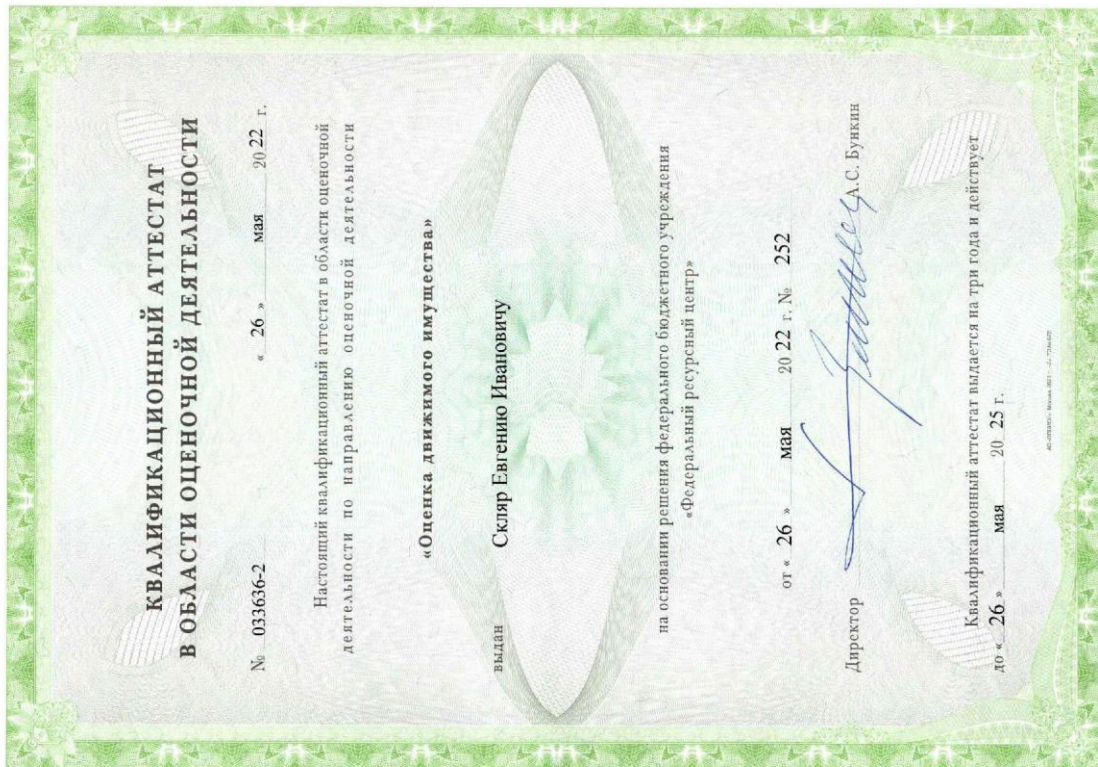 КВАЛИФИКАЦИОННЫЙ АТТЕСТАТ
В ОБЛАСТИ ОЦЕНОЧНОЙ ДЕЯТЕЛЬНОСТИ
№ 033636-2 « 26 » мая 20 22 г.
Настоящий квалификационный аттестат в области оценочной
деятельности по направлению оценочной деятельности
«Оценка движимого имущества»
выдан Скляр Евгению Ивановичу
на основании решения федерального бюджетного учреждения
«Федеральный ресурсный центр»
от « 26 » мая 20 22 г. № 252
Директор А.С. Бункин
Квалификационный аттестат выдается на три года и действует
до « 26 » мая 20 25 г.